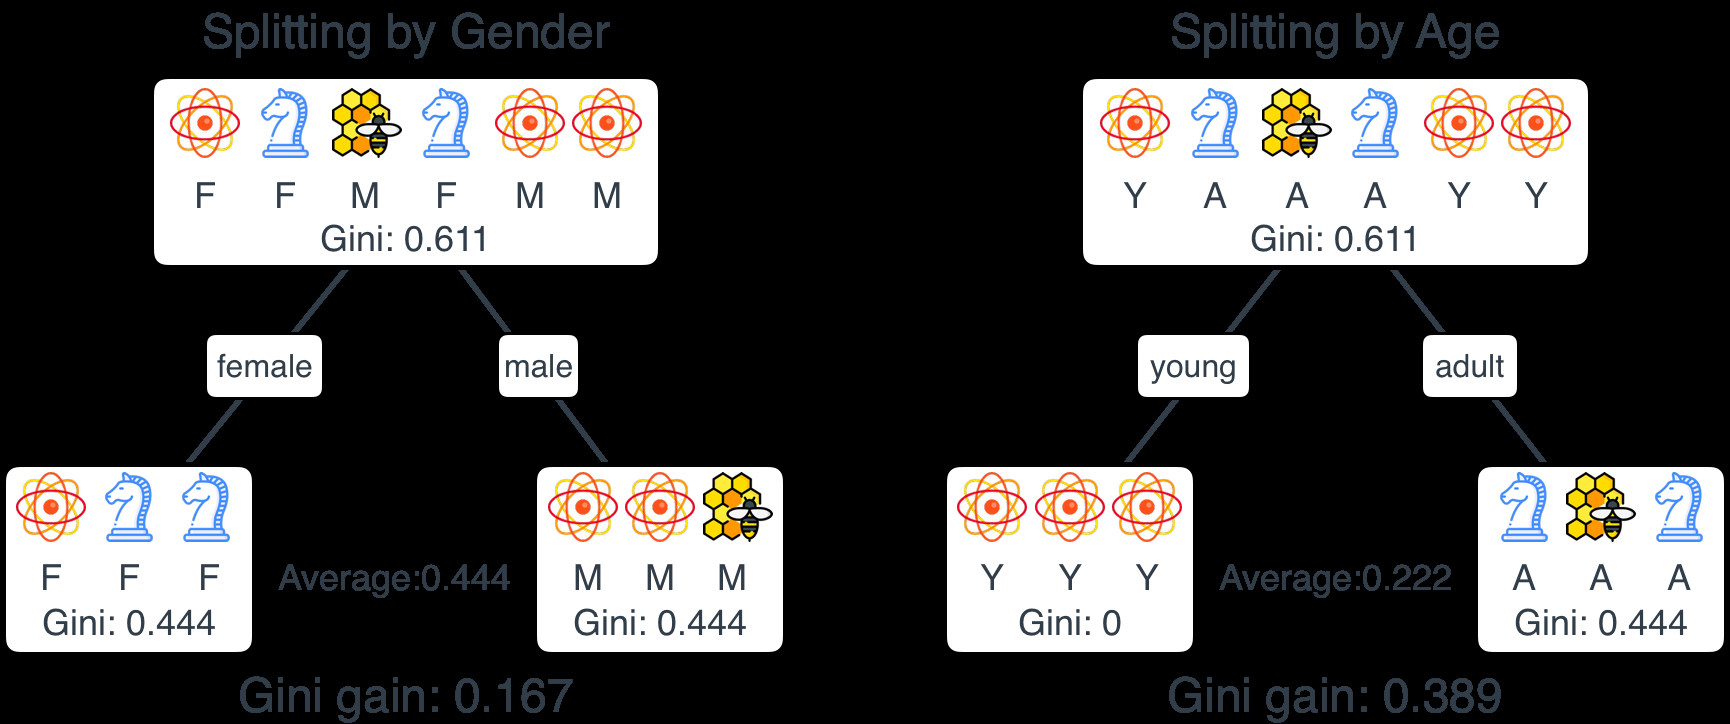 Splitting by Gender
F F M F M M
Gini: 0.611
female
male
F F F
Gini: 0.444
Average:0.444
M M M
Gini: 0.444
Gini gain: 0.167
Splitting by Age
Y A A A Y Y
Gini: 0.611
young
adult
Y Y Y
Gini: 0
Average:0.222
A A A
Gini: 0.444
Gini gain: 0.389